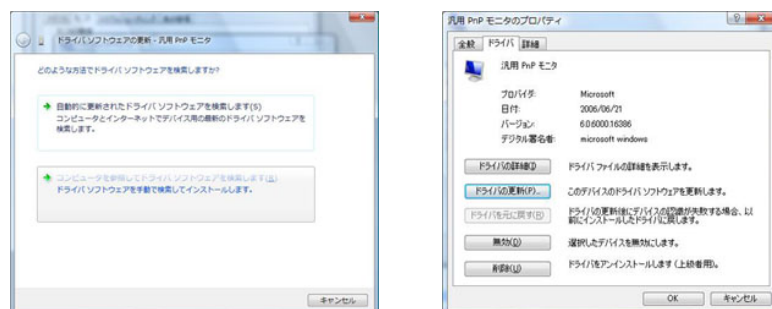 ドライバ ソフトウェアの更新 - 汎用 PnP モニタ
どのような方法でドライバ ソフトウェアを検索しますか?
自動的に更新されたドライバ ソフトウェアを検索します(S)
コンピュータとインターネットでデバイス用の最新のドライバ ソフトウェアを
検索します。
コンピュータを参照してドライバ ソフトウェアを検索します(R)
ドライバ ソフトウェアを手動で検索してインストールします。
キャンセル
汎用 PnP モニタのプロパティ
全般 ドライバ 詳細
汎用 PnP モニタ
プロバイダ: Microsoft
日付: 2006/06/21
バージョン: 6.0.6000.16386
デジタル署名者: microsoft windows
ドライバの詳細(D) ドライバ ファイルの詳細を表示します。
ドライバの更新(P)... このデバイスのドライバ ソフトウェアを更新します。
ドライバを元に戻す(R) ドライバの更新後にデバイスの認識が失敗する場合、以
前にインストールしたドライバに戻します。
無効(D) 選択したデバイスを無効にします。
削除(U) ドライバをアンインストールします (上級者用)。
OK キャンセル